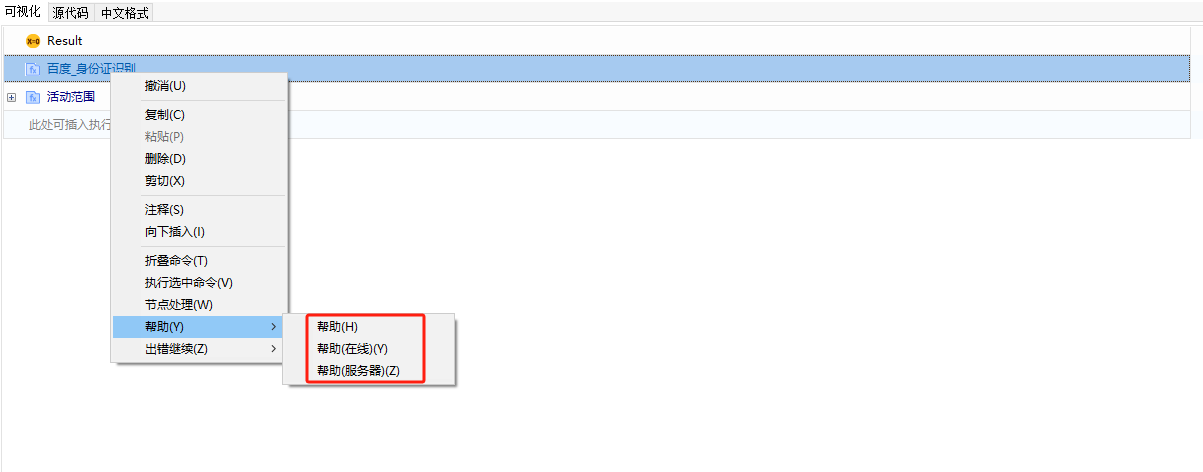 可视化 源代码 中文格式
Result
百度_身份证识别
活动范围
此处可插入执行
撤消(U)
复制(C)
粘贴(P)
删除(D)
剪切(X)
注释(S)
向下插入(I)
折叠命令(T)
执行选中命令(V)
节点处理(W)
帮助(Y)
出错继续(Z)
帮助(H)
帮助(在线)(Y)
帮助(服务器)(Z)